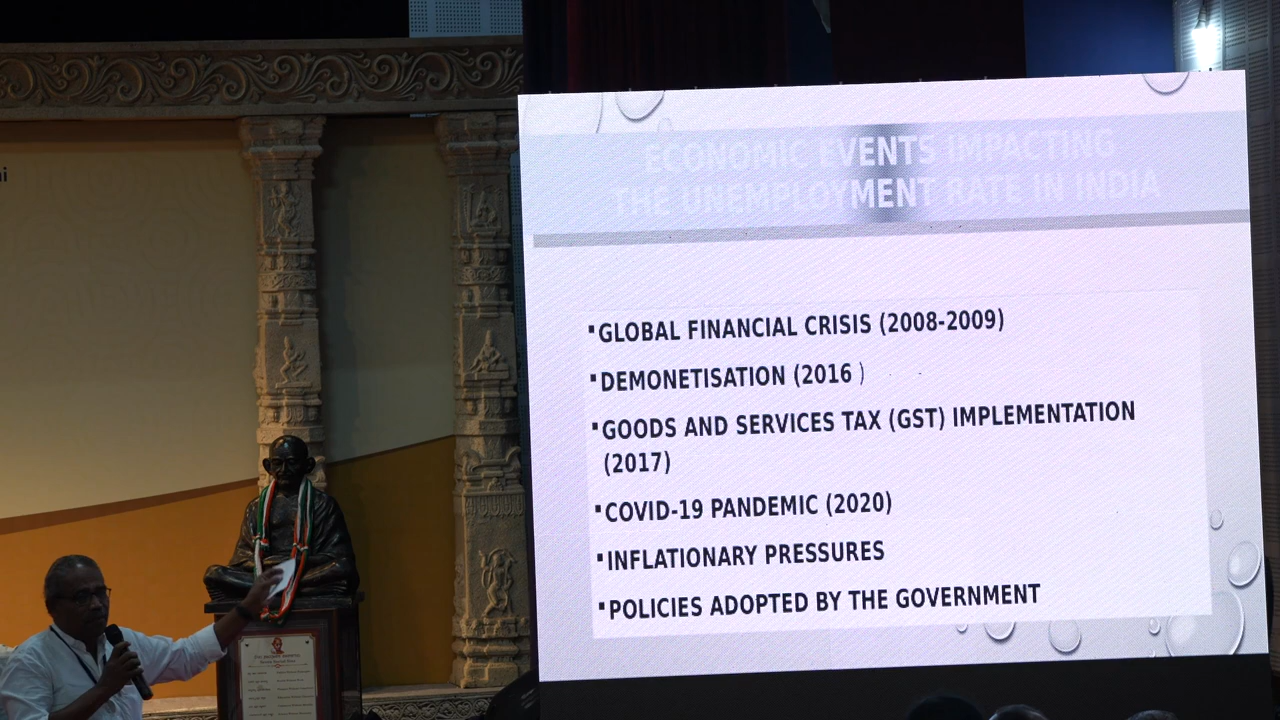 ECONOMIC EVENTS IMPACTING
THE UNEMPLOYMENT RATE IN INDIA
▪GLOBAL FINANCIAL CRISIS (2008-2009)
▪DEMONETISATION (2016 )
▪GOODS AND SERVICES TAX (GST) IMPLEMENTATION
(2017)
▪COVID-19 PANDEMIC (2020)
▪INFLATIONARY PRESSURES
▪POLICIES ADOPTED BY THE GOVERNMENT